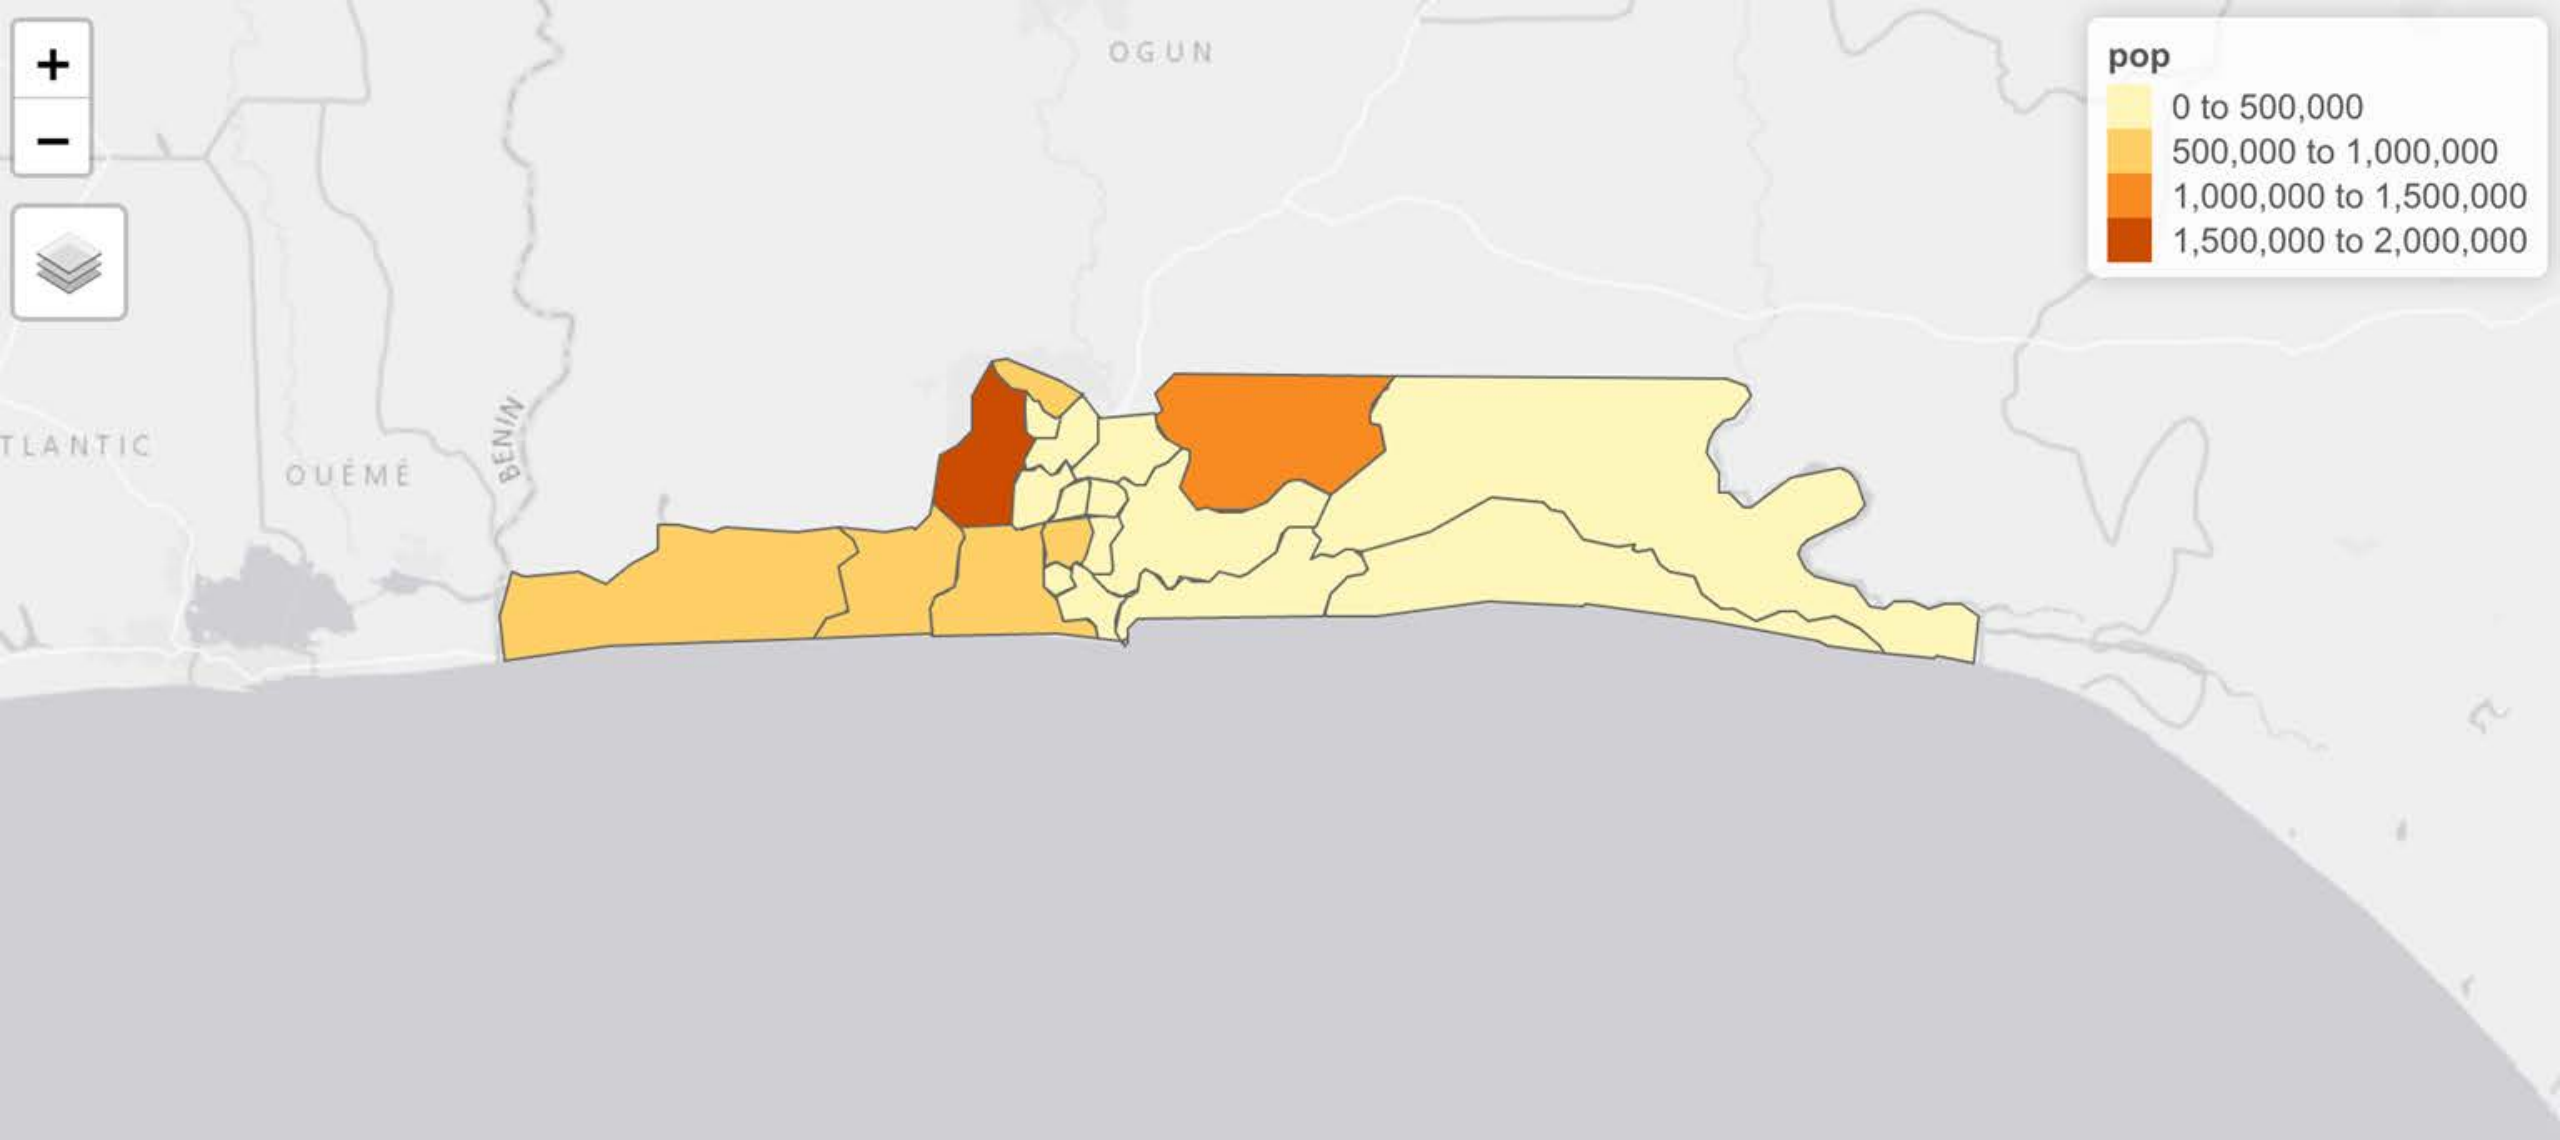 +
−
OGUN
TLANTIC
OUÉMÉ
BENIN
pop
0 to 500,000
500,000 to 1,000,000
1,000,000 to 1,500,000
1,500,000 to 2,000,000